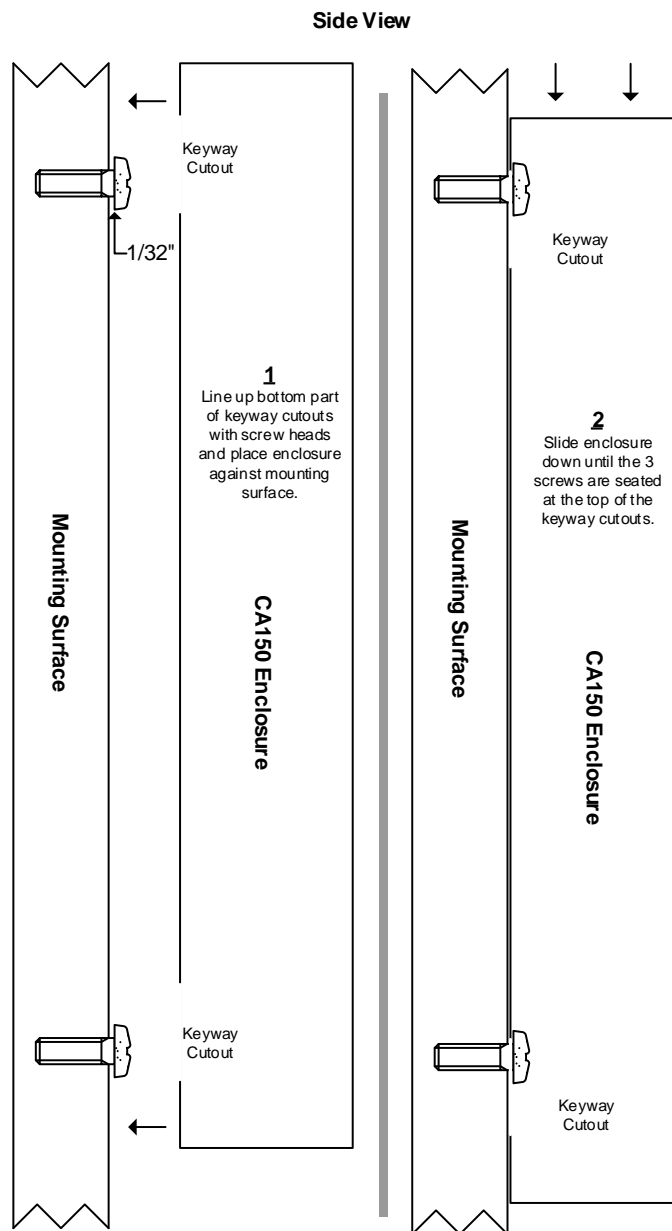 Side View
Keyway
Cutout
1/32"
1
Line up bottom part
of keyway cutouts
with screw heads
and place enclosure
against mounting
surface.
Mounting Surface
CA150 Enclosure
Keyway
Cutout
Keyway
Cutout
2
Slide enclosure
down until the 3
screws are seated
at the top of the
keyway cutouts.
Mounting Surface
CA150 Enclosure
Keyway
Cutout